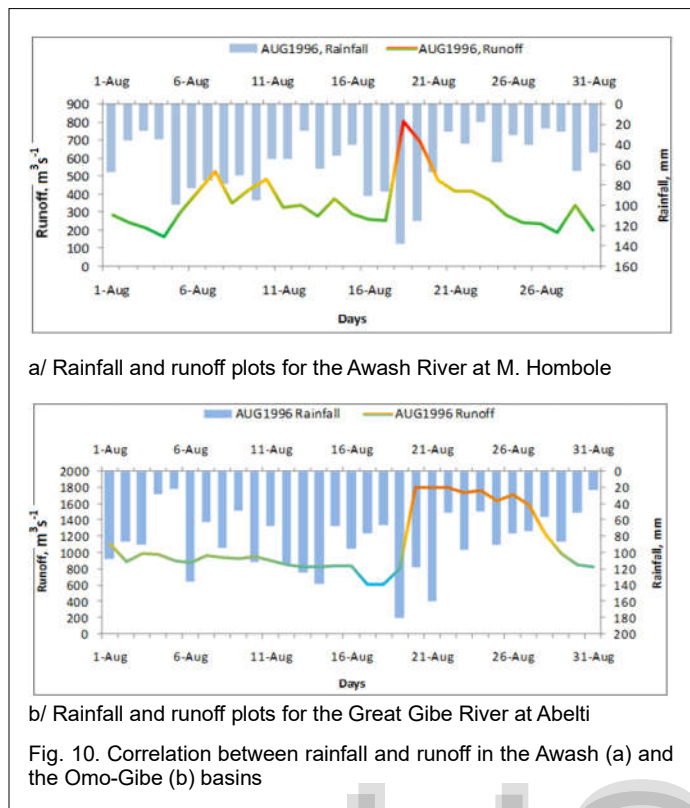 AUG1996, Rainfall AUG1996, Runoff
1-Aug 6-Aug 11-Aug 16-Aug 21-Aug 26-Aug 31-Aug
900 0
800 20
700 40
600 60
500 80
400 100
300 120
200 140
100 160
0
Runoff, m³s⁻¹
Rainfall, mm
1-Aug 6-Aug 11-Aug 16-Aug 21-Aug 26-Aug
Days
a/ Rainfall and runoff plots for the Awash River at M. Hombole
AUG1996 Rainfall AUG1996 Runoff
1-Aug 6-Aug 11-Aug 16-Aug 21-Aug 26-Aug 31-Aug
2000 0
1800 20
1600 40
1400 60
1200 80
1000 100
800 120
600 140
400 160
200 180
0 200
Runoff, m³s⁻¹
Rainfall, mm
1-Aug 6-Aug 11-Aug 16-Aug 21-Aug 26-Aug 31-Aug
Days
b/ Rainfall and runoff plots for the Great Gibe River at Abelti
Fig. 10. Correlation between rainfall and runoff in the Awash (a) and
the Omo-Gibe (b) basins